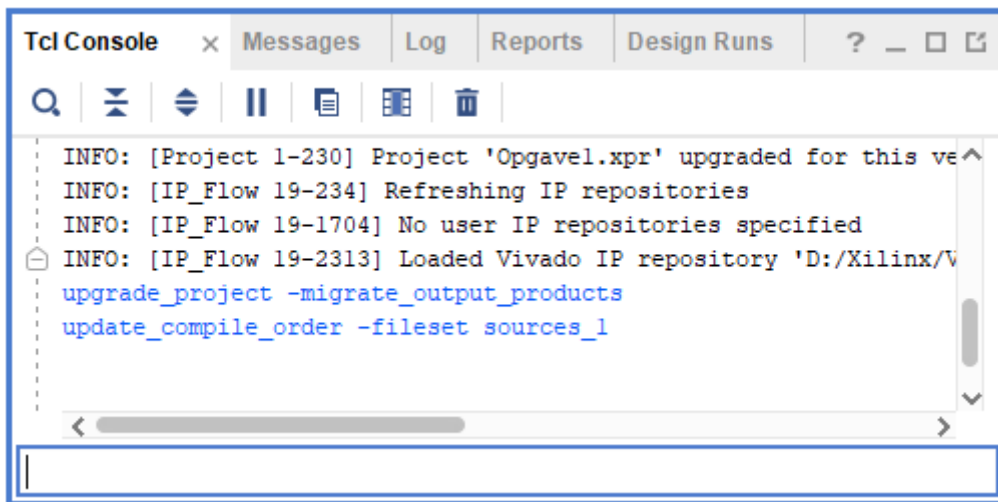 Tcl Console × Messages Log Reports Design Runs ?
INFO: [Project 1-230] Project 'Opgave1.xpr' upgraded for this ve
INFO: [IP_Flow 19-234] Refreshing IP repositories
INFO: [IP_Flow 19-1704] No user IP repositories specified
INFO: [IP_Flow 19-2313] Loaded Vivado IP repository 'D:/Xilinx/V
upgrade_project -migrate_output_products
update_compile_order -fileset sources_1